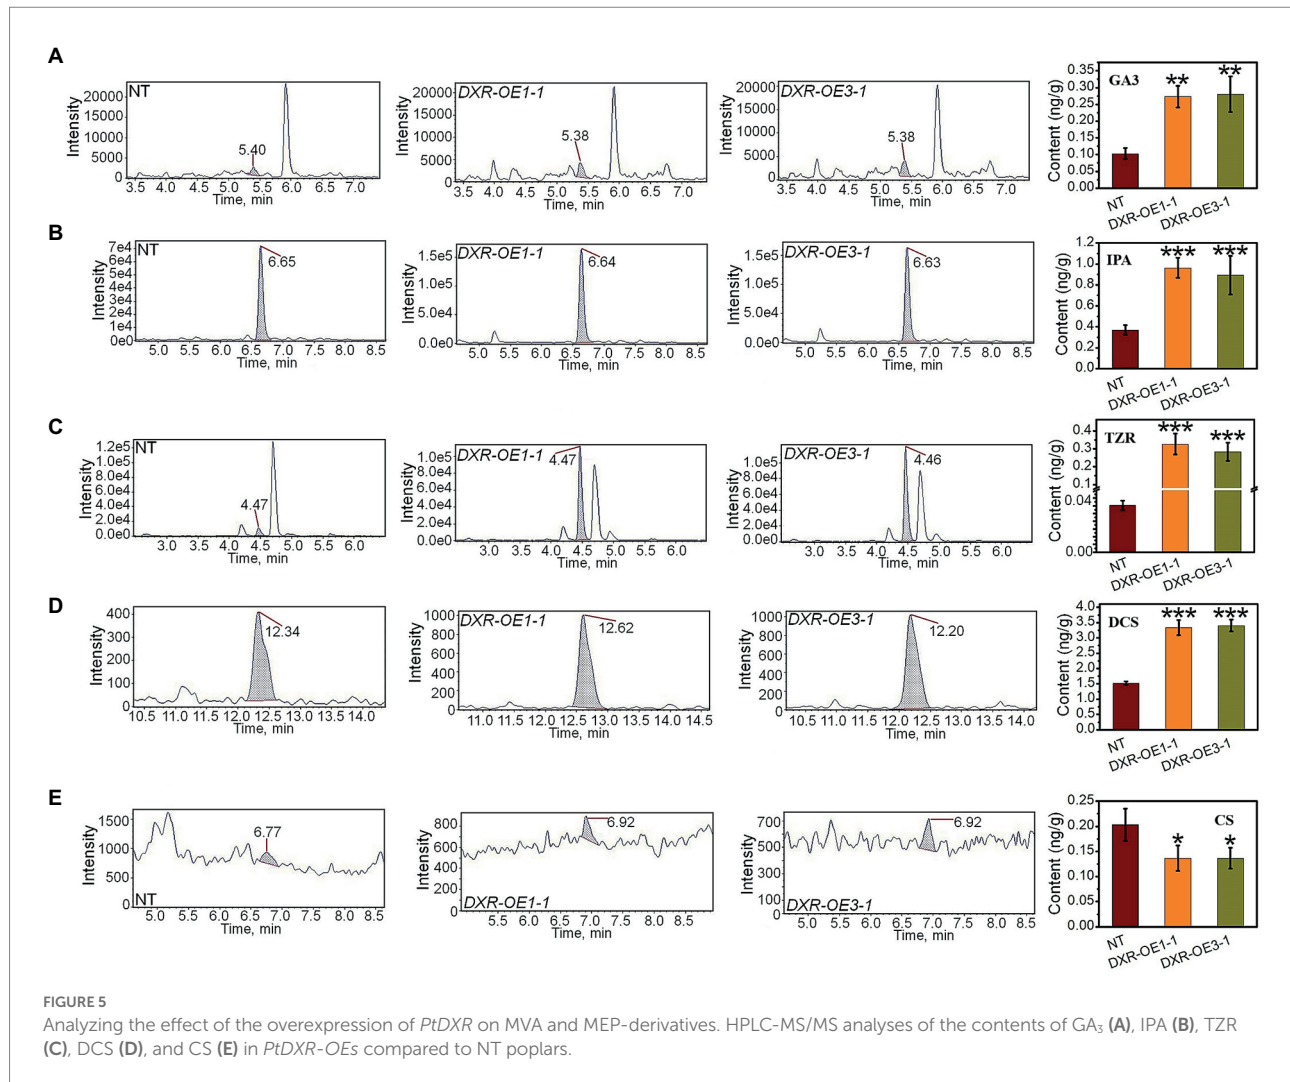 A
NT
Intensity
20000
15000
10000
5000
0
5.40
3.5 4.0 4.5 5.0 5.5 6.0 6.5 7.0
Time, min
DXR-OE1-1
Intensity
20000
15000
10000
5000
0
5.38
3.5 4.0 4.5 5.0 5.5 6.0 6.5 7.0
Time, min
DXR-OE3-1
Intensity
20000
15000
10000
5000
0
5.38
3.5 4.0 4.5 5.0 5.5 6.0 6.5 7.0
Time, min
GA3
Content (ng/g)
0.35
0.30
0.25
0.20
0.15
0.10
0.05
0.00
** **
NT
DXR-OE1-1
DXR-OE3-1
B
NT
Intensity
7e4
6e4
5e4
4e4
3e4
2e4
1e4
0e0
6.65
5.0 5.5 6.0 6.5 7.0 7.5 8.0 8.5
Time, min
DXR-OE1-1
Intensity
1.5e5
1.0e5
5.0e4
0.0e0
6.64
5.0 5.5 6.0 6.5 7.0 7.5 8.0 8.5
Time, min
DXR-OE3-1
Intensity
1.5e5
1.0e5
5.0e4
0.0e0
6.63
5.0 5.5 6.0 6.5 7.0 7.5 8.0 8.5
Time, min
IPA
Content (ng/g)
1.2
1.0
0.8
0.6
0.4
0.2
0.0
*** ***
NT
DXR-OE1-1
DXR-OE3-1
C
NT
Intensity
1.2e5
1.0e5
8.0e4
6.0e4
4.0e4
2.0e4
0.0e0
4.47
3.0 3.5 4.0 4.5 5.0 5.5 6.0
Time, min
DXR-OE1-1
Intensity
1.0e5
8.0e4
6.0e4
4.0e4
2.0e4
0.0e0
4.47
3.0 3.5 4.0 4.5 5.0 5.5 6.0
Time, min
DXR-OE3-1
Intensity
1.0e5
8.0e4
6.0e4
4.0e4
2.0e4
0.0e0
4.46
3.0 3.5 4.0 4.5 5.0 5.5 6.0
Time, min
TZR
Content (ng/g)
0.4
0.3
0.2
0.1
0.04
0.00
*** ***
NT
DXR-OE1-1
DXR-OE3-1
D
Intensity
400
300
200
100
0
12.34
10.5 11.0 11.5 12.0 12.5 13.0 13.5 14.0
Time, min
DXR-OE1-1
Intensity
1000
800
600
400
200
0
12.62
11.0 11.5 12.0 12.5 13.0 13.5 14.0 14.5
Time, min
DXR-OE3-1
Intensity
1000
800
600
400
200
0
12.20
10.5 11.0 11.5 12.0 12.5 13.0 13.5 14.0
Time, min
DCS
Content (ng/g)
4.0
3.5
3.0
2.5
2.0
1.5
1.0
0.5
0.0
*** ***
NT
DXR-OE1-1
DXR-OE3-1
E
Intensity
1500
1000
500
0
6.77
NT
5.0 5.5 6.0 6.5 7.0 7.5 8.0 8.5
Time, min
Intensity
800
600
400
200
0
6.92
DXR-OE1-1
5.5 6.0 6.5 7.0 7.5 8.0 8.5
Time, min
Intensity
700
500
300
100
0
6.92
DXR-OE3-1
5.0 5.5 6.0 6.5 7.0 7.5 8.0 8.5
Time, min
CS
Content (ng/g)
0.25
0.20
0.15
0.10
0.05
0.00
* *
NT
DXR-OE1-1
DXR-OE3-1
FIGURE 5
Analyzing the effect of the overexpression of PtDXR on MVA and MEP-derivatives. HPLC-MS/MS analyses of the contents of GA₃ (A), IPA (B), TZR
(C), DCS (D), and CS (E) in PtDXR-OEs compared to NT poplars.